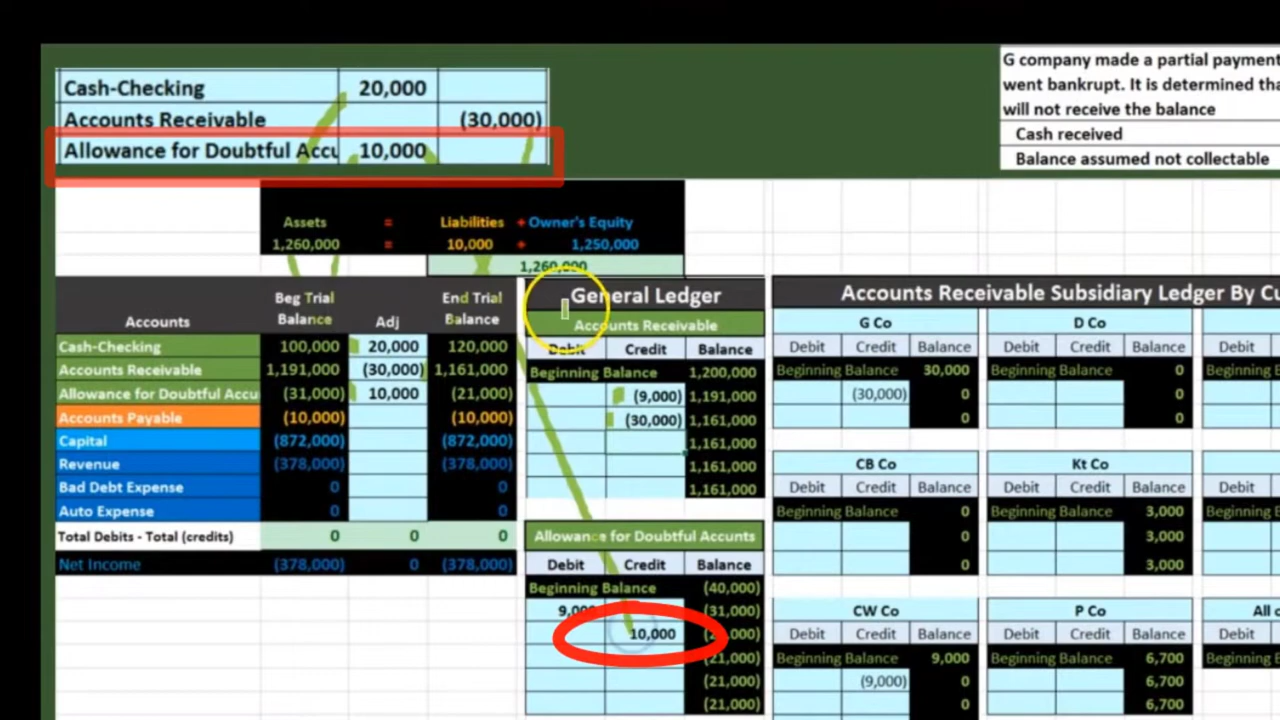 Cash-Checking 20,000
Accounts Receivable (30,000)
Allowance for Doubtful Accu 10,000
G company made a partial payment
went bankrupt. It is determined tha
will not receive the balance
Cash received
Balance assumed not collectable
Assets = Liabilities + Owner's Equity
1,260,000 = 10,000 + 1,250,000
1,260,000
Accounts Beg Trial Balance Adj End Trial Balance
Cash-Checking 100,000 20,000 120,000
Accounts Receivable 1,191,000 (30,000) 1,161,000
Allowance for Doubtful Accu (31,000) 10,000 (21,000)
Accounts Payable (10,000) (10,000)
Capital (872,000) (872,000)
Revenue (378,000) (378,000)
Bad Debt Expense 0 0
Auto Expense 0 0
Total Debits - Total (credits) 0 0 0
Net Income (378,000) 0 (378,000)
General Ledger
Accounts Receivable
Debit Credit Balance
Beginning Balance 1,200,000
(9,000) 1,191,000
(30,000) 1,161,000
1,161,000
1,161,000
1,161,000
Allowance for Doubtful Accunts
Debit Credit Balance
Beginning Balance (40,000)
9,000 (31,000)
10,000
(21,000)
(21,000)
(21,000)
Accounts Receivable Subsidiary Ledger By Cu
G Co
Debit Credit Balance
Beginning Balance 30,000
(30,000) 0
0
D Co
Debit Credit Balance
Beginning Balance 0
0
0
Beginning
CB Co
Debit Credit Balance
Beginning Balance 0
0
0
Kt Co
Debit Credit Balance
Beginning Balance 3,000
3,000
3,000
Beginning
CW Co
Debit Credit Balance
Beginning Balance 9,000
(9,000) 0
0
P Co
Debit Credit Balance
Beginning Balance 6,700
6,700
6,700
All
Debit
Beginning